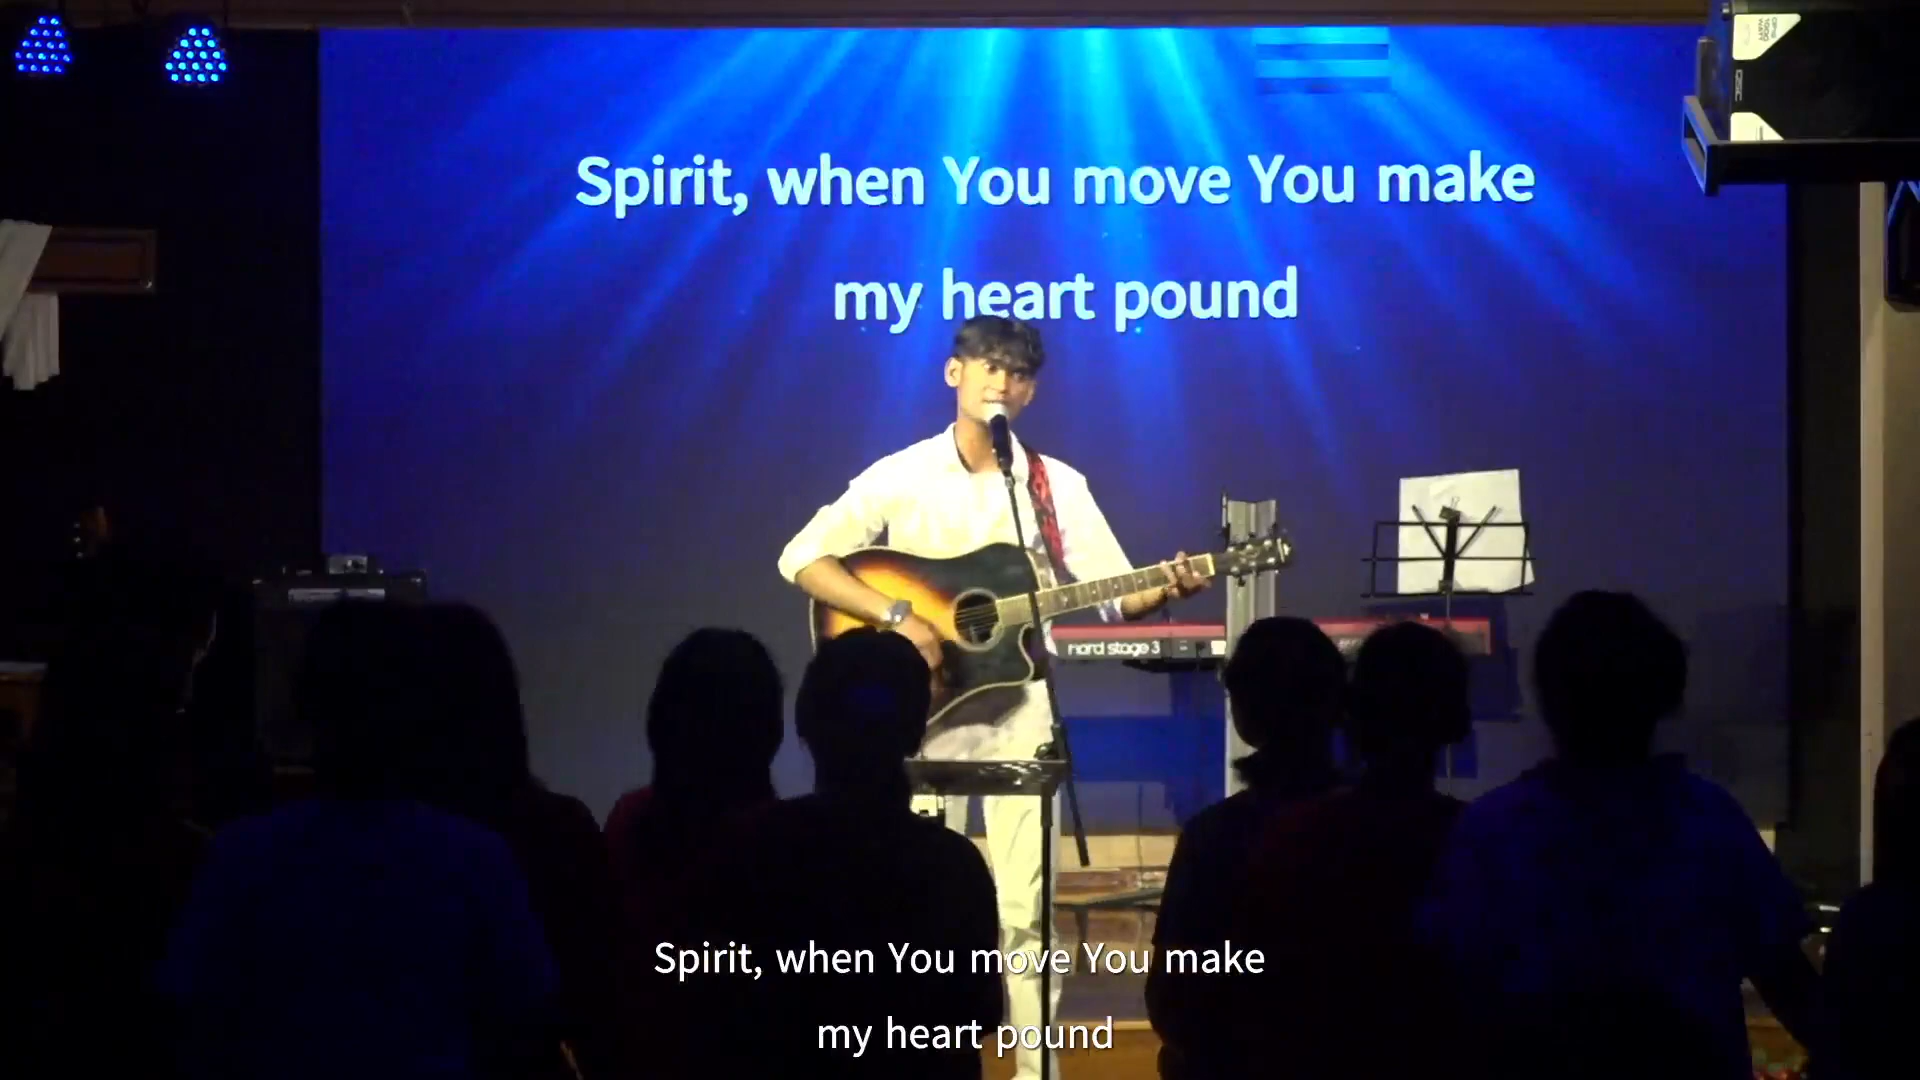 Spirit, when You move You make
my heart pound
nord stage 3
QSC
Spirit, when You move You make
my heart pound